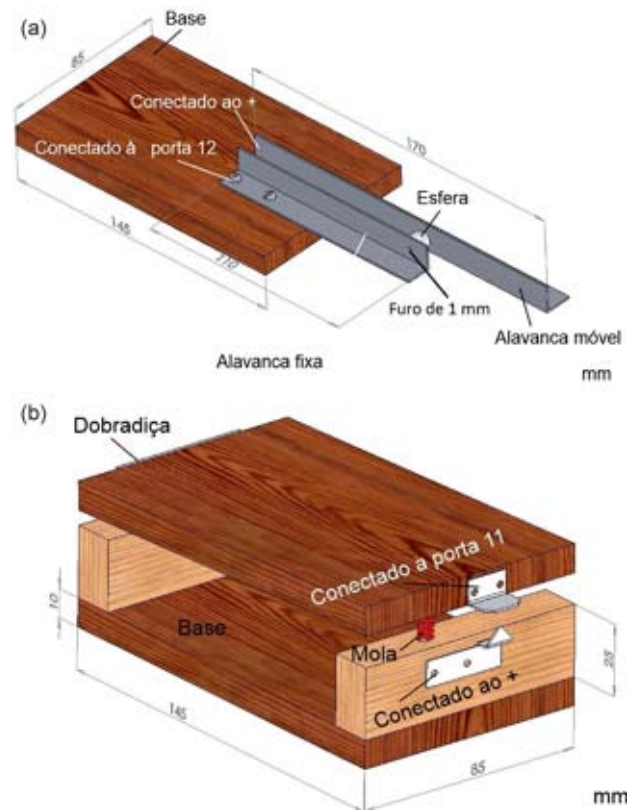 (a)
Base
85
Conectado ao +
Conectado à porta 12
170
Esfera
145
110
Furo de 1 mm
Alavanca móvel
Alavanca fixa
mm
(b)
Dobradiça
Conectado a porta 11
10
Base
Mola
Conectado ao +
145
85
mm